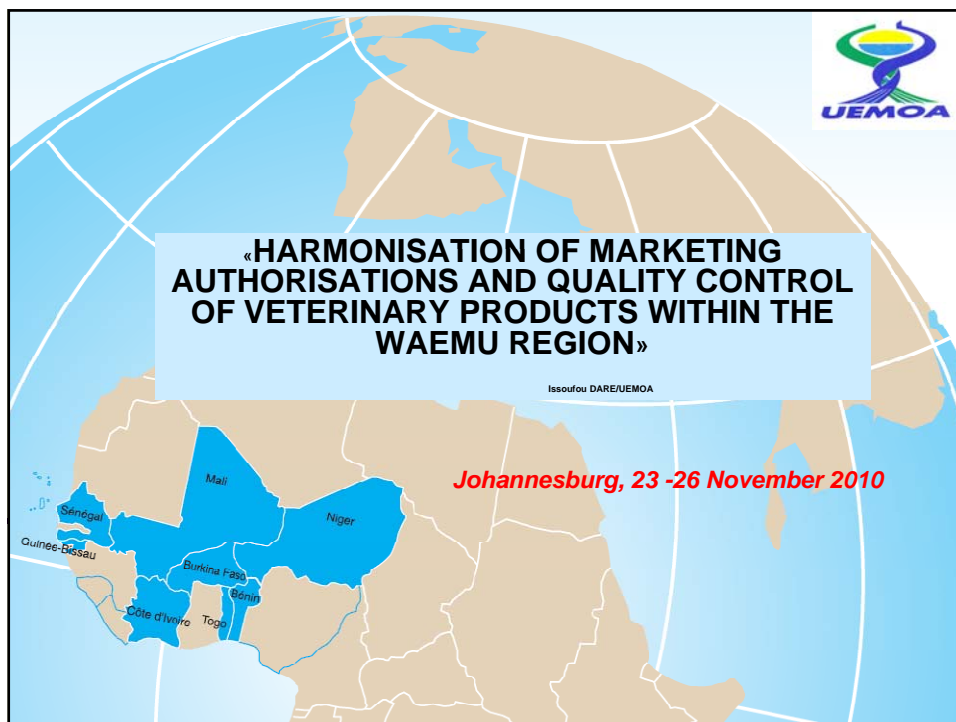 UEMOA
«HARMONISATION OF MARKETING
AUTHORISATIONS AND QUALITY CONTROL
OF VETERINARY PRODUCTS WITHIN THE
WAEMU REGION»
Issoufou DARE/UEMOA
Johannesburg, 23 -26 November 2010
Mali
Sénégal
Niger
Guinée-Bissau
Burkina Faso
Bénin
Côte d'Ivoire
Togo